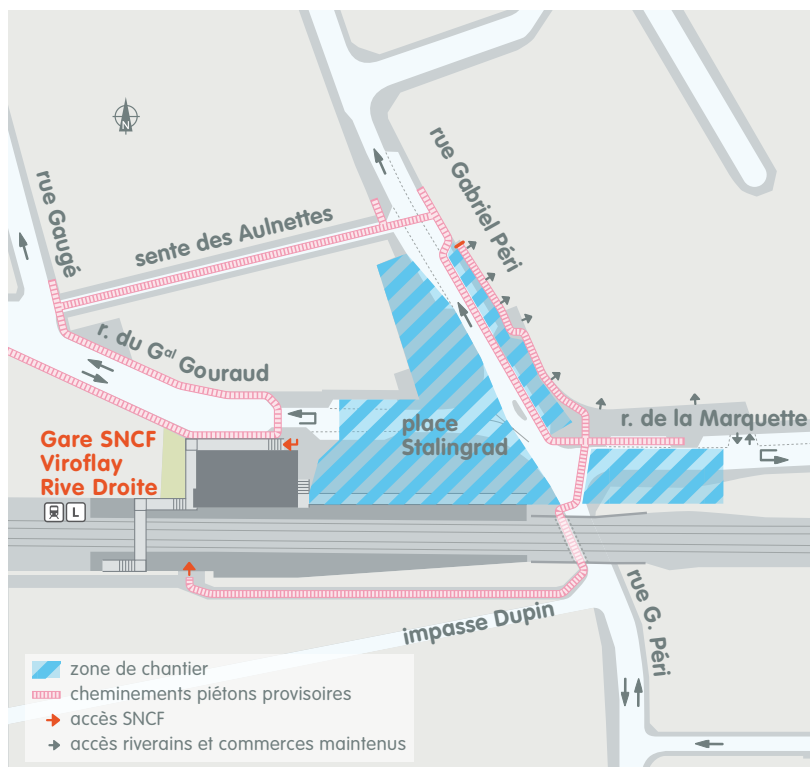 N
rue Gabriel Péri
rue Gaugé
sente des Aulnettes
r. du Gal Gouraud
place
Stalingrad
r. de la Marquette
Gare SNCF
Viroflay
Rive Droite
L
impasse Dupin
rue G. Péri
zone de chantier
cheminements piétons provisoires
accès SNCF
accès riverains et commerces maintenus